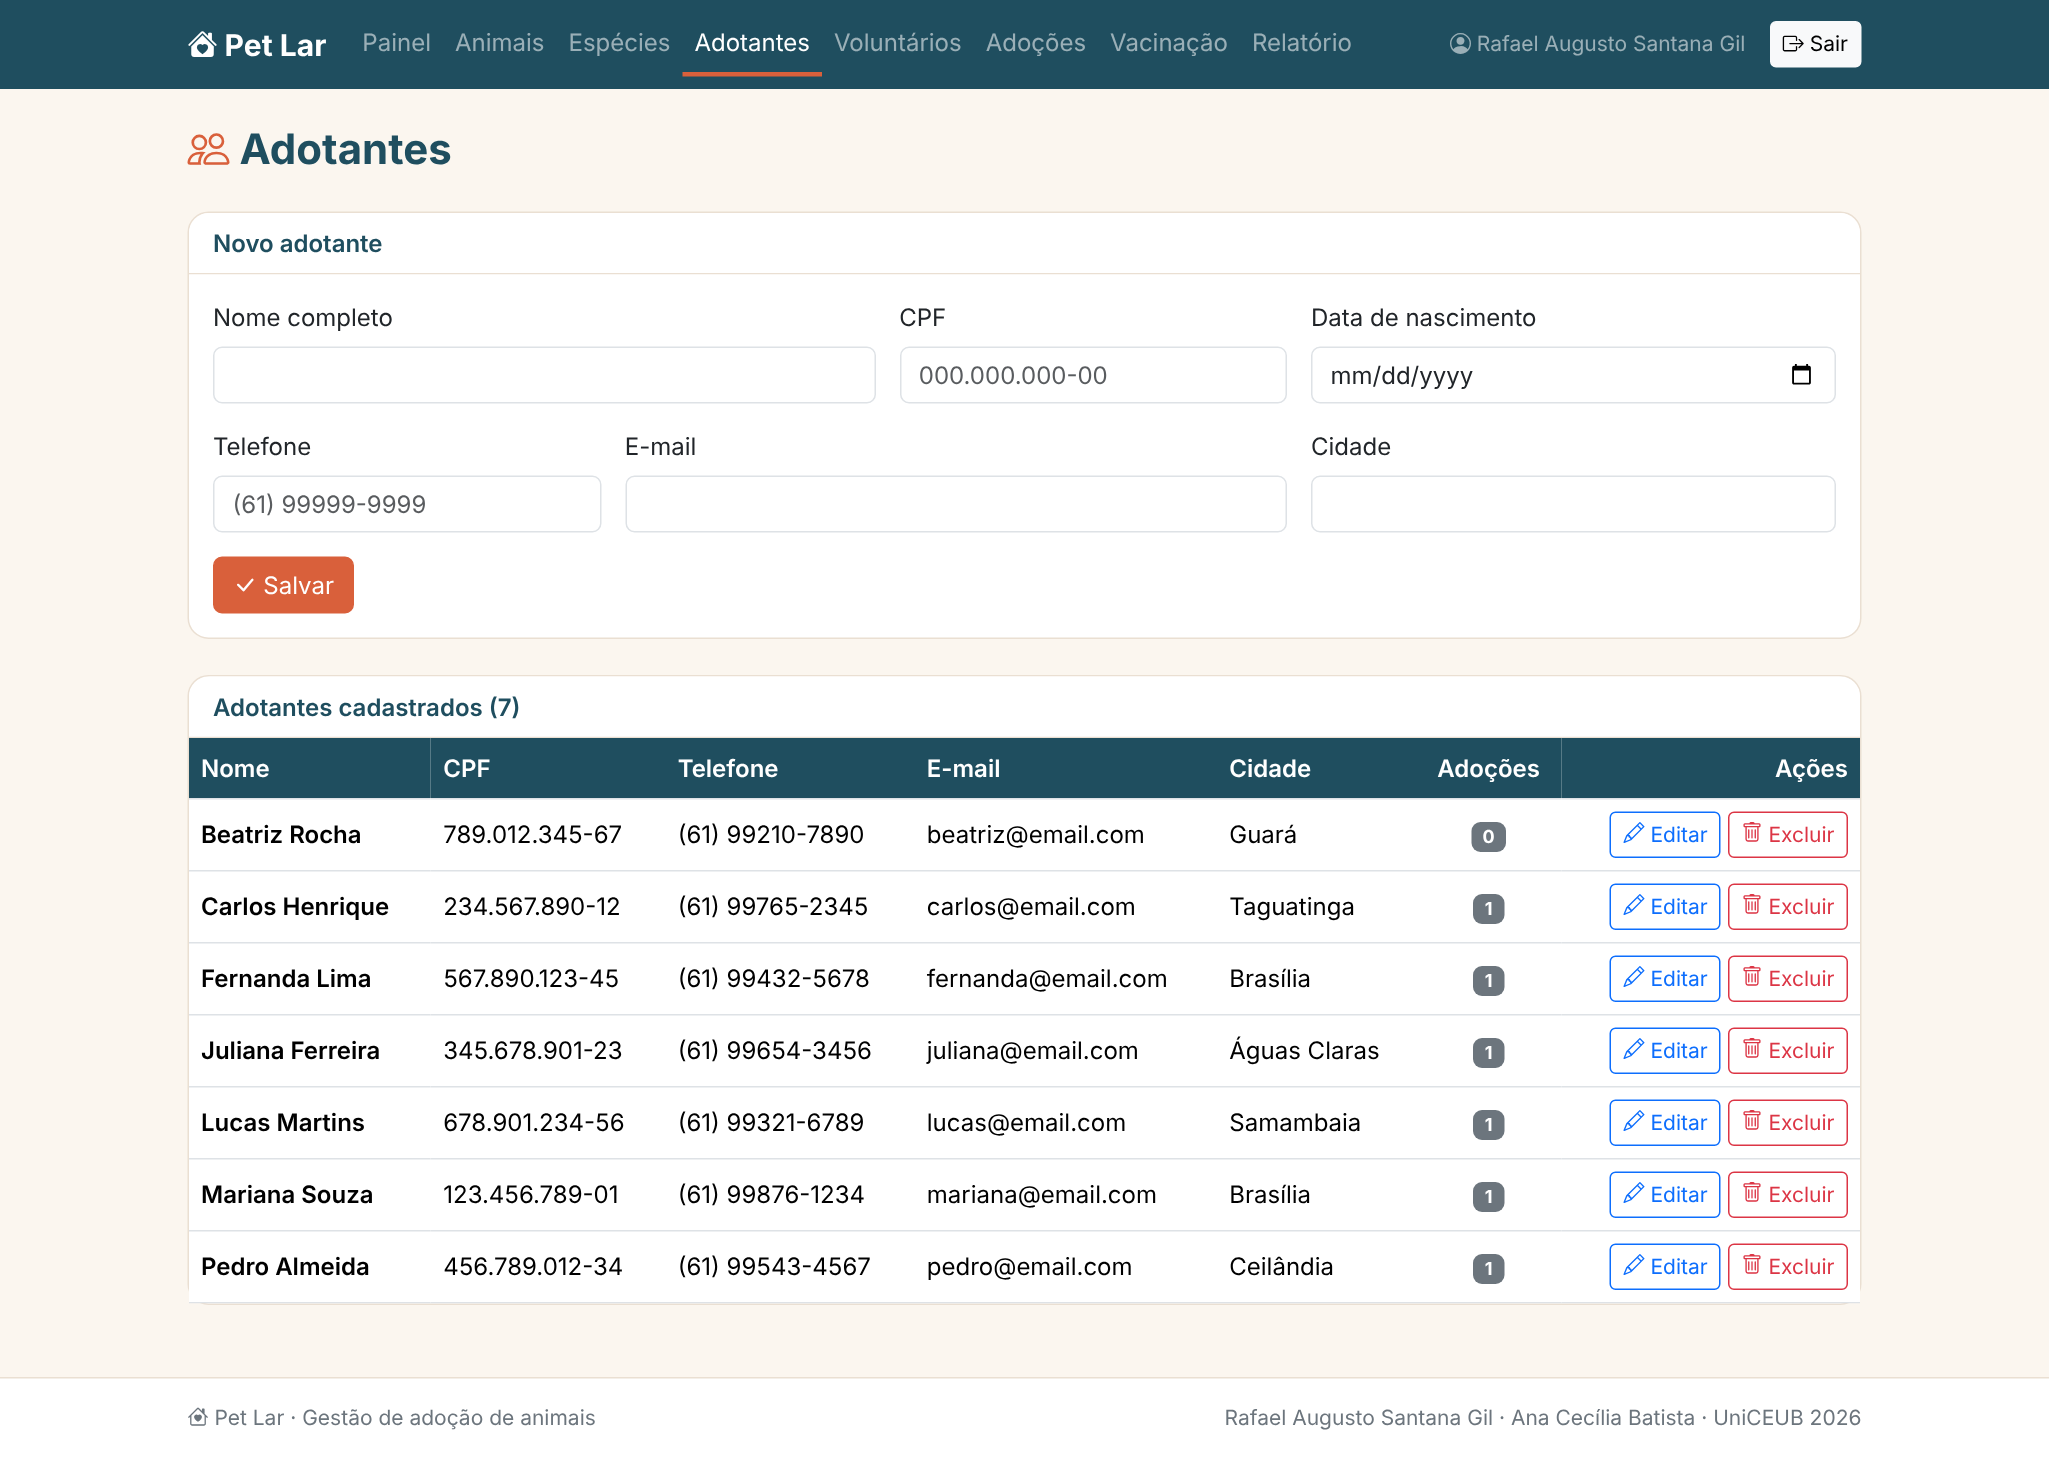 Pet Lar Painel Animais Espécies Adotantes Voluntários Adoções Vacinação Relatório Rafael Augusto Santana Gil Sair
Adotantes
Novo adotante
Nome completo CPF Data de nascimento
000.000.000-00 mm/dd/yyyy
Telefone E-mail Cidade
(61) 99999-9999
Salvar
Adotantes cadastrados (7)
Nome CPF Telefone E-mail Cidade Adoções Ações
Beatriz Rocha 789.012.345-67 (61) 99210-7890 beatriz@email.com Guará 0 Editar Excluir
Carlos Henrique 234.567.890-12 (61) 99765-2345 carlos@email.com Taguatinga 1 Editar Excluir
Fernanda Lima 567.890.123-45 (61) 99432-5678 fernanda@email.com Brasília 1 Editar Excluir
Juliana Ferreira 345.678.901-23 (61) 99654-3456 juliana@email.com Águas Claras 1 Editar Excluir
Lucas Martins 678.901.234-56 (61) 99321-6789 lucas@email.com Samambaia 1 Editar Excluir
Mariana Souza 123.456.789-01 (61) 99876-1234 mariana@email.com Brasília 1 Editar Excluir
Pedro Almeida 456.789.012-34 (61) 99543-4567 pedro@email.com Ceilândia 1 Editar Excluir
Pet Lar · Gestão de adoção de animais Rafael Augusto Santana Gil · Ana Cecília Batista · UniCEUB 2026